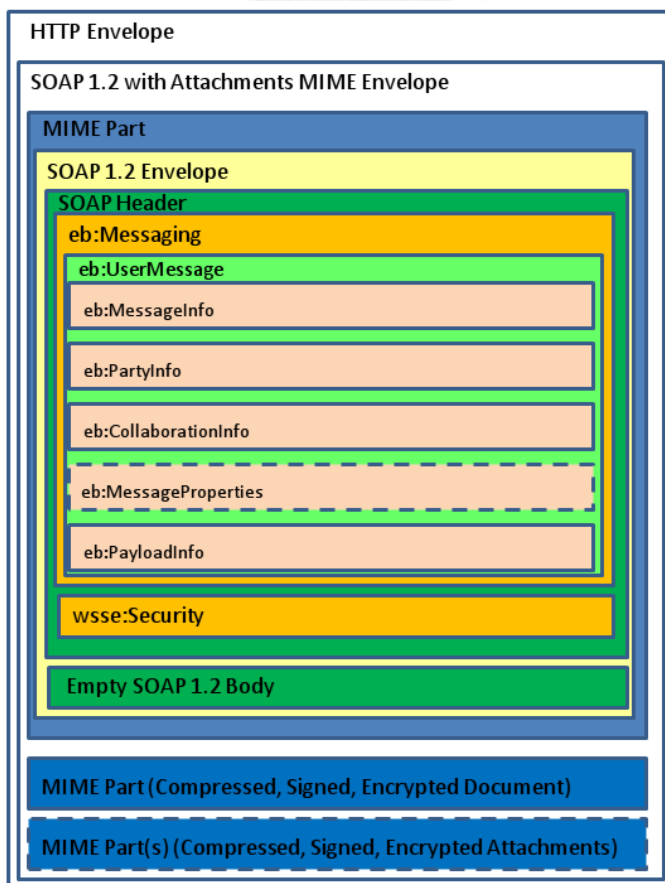 HTTP Envelope
SOAP 1.2 with Attachments MIME Envelope
MIME Part
SOAP 1.2 Envelope
SOAP Header
eb:Messaging
eb:UserMessage
eb:MessageInfo
eb:PartyInfo
eb:CollaborationInfo
eb:MessageProperties
eb:PayloadInfo
wsse:Security
Empty SOAP 1.2 Body
MIME Part (Compressed, Signed, Encrypted Document)
MIME Part(s) (Compressed, Signed, Encrypted Attachments)